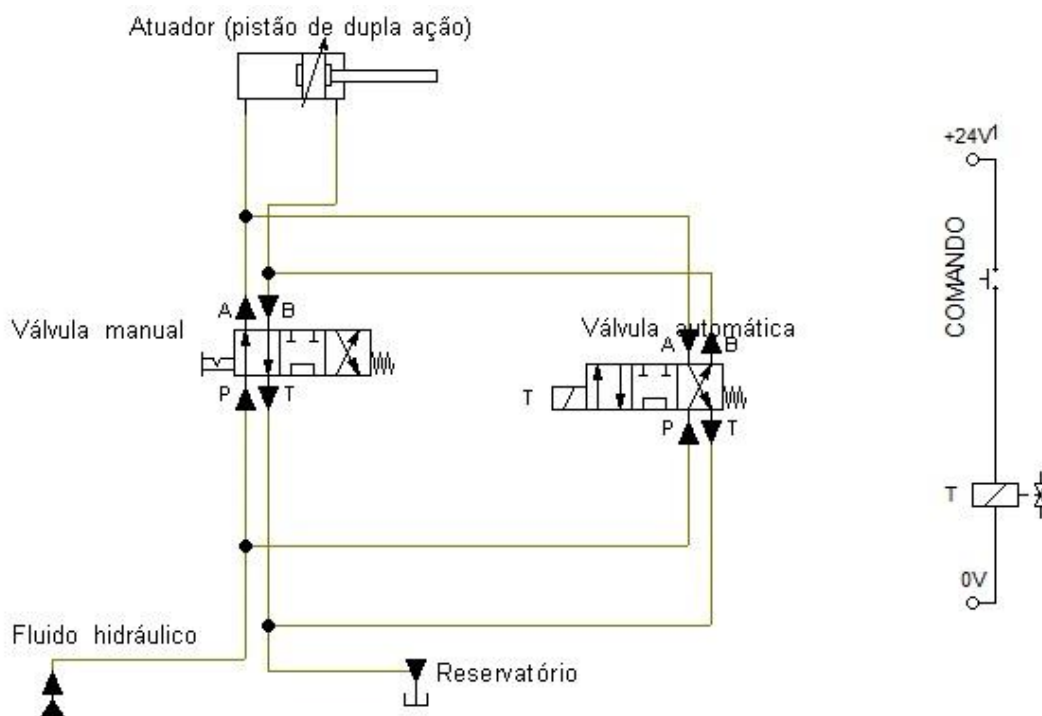 Atuador (pistão de dupla ação)
+24V
COMANDO
A
B
Válvula manual
Válvula automática
A
B
P
T
T
P
T
T
0V
Fluido hidráulico
Reservatório